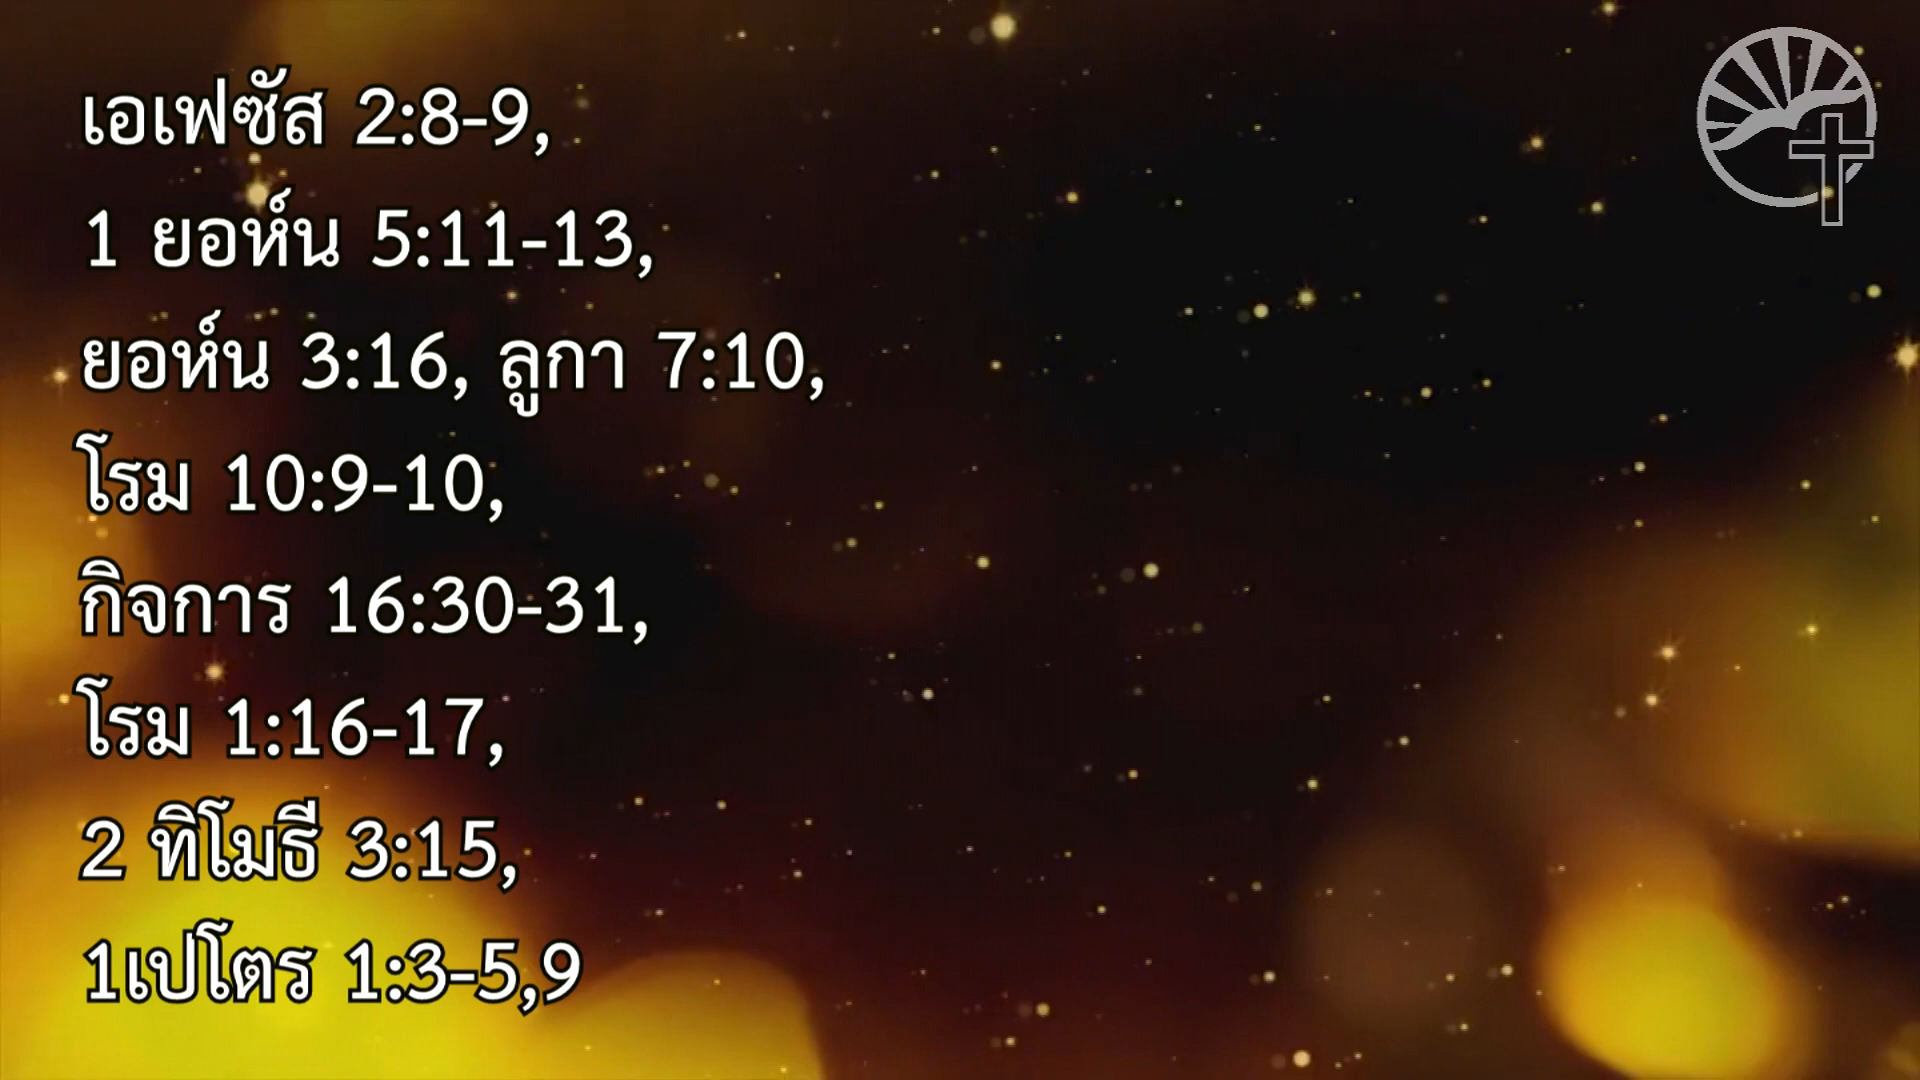 เอเฟซัส 2:8-9,
1 ยอห์น 5:11-13,
ยอห์น 3:16, ลูกา 7:10,
โรม 10:9-10,
กิจการ 16:30-31,
โรม 1:16-17,
2 ทิโมธี 3:15,
1เปโตร 1:3-5,9